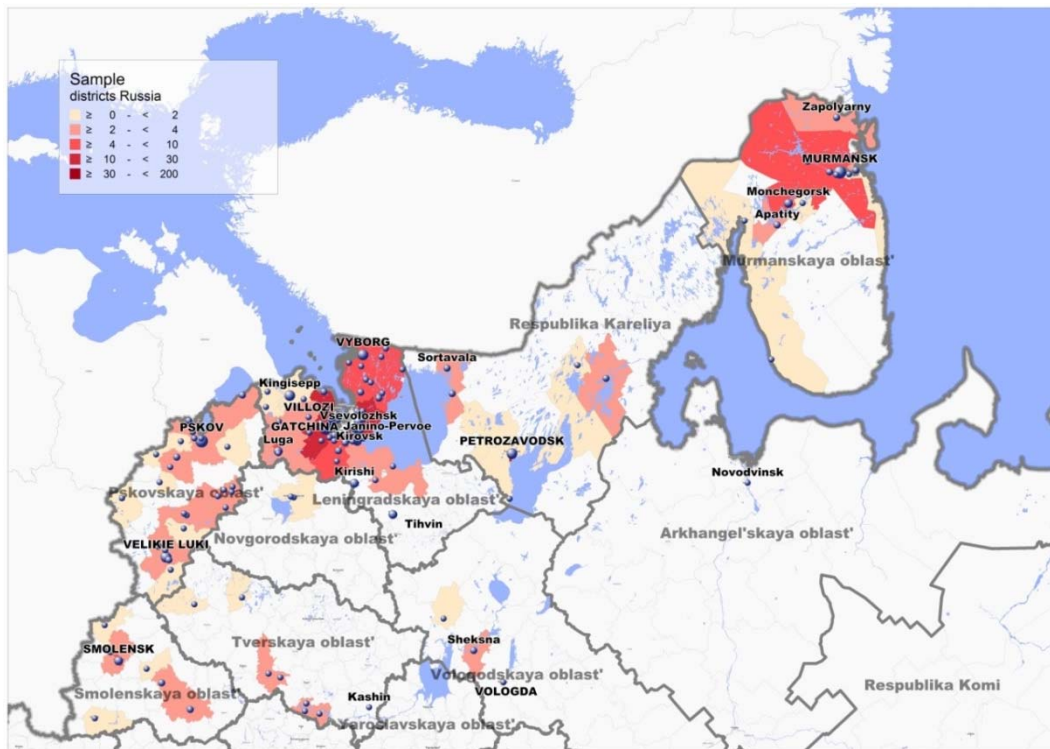 Sample
districts Russia
≥ 0 - < 2
≥ 2 - < 4
≥ 4 - < 10
≥ 10 - < 30
≥ 30 - < 200
Zapolyarny
MURMANSK
Monchegorsk
Apatity
Murmanskaya oblast'
Respublika Kareliya
VYBORG
Sortavala
Kingisepp
VILLOZI
Vsevolozhsk
PSKOV
GATCHINA
Janino-Pervoe
Luga
Kirovsk
PETROZAVODSK
Kirishi
Novodvinsk
Pskovskaya oblast'
Leningradskaya oblast'
Tihvin
Novgorodskaya oblast'
Arkhangel'skaya oblast'
VELIKIE LUKI
Tverskaya oblast'
Sheksna
SMOLENSK
Vologodskaya oblast'
Respublika Komi
Smolenskaya oblast'
VOLOGDA
Kashin
Yaroslavskaya oblast'